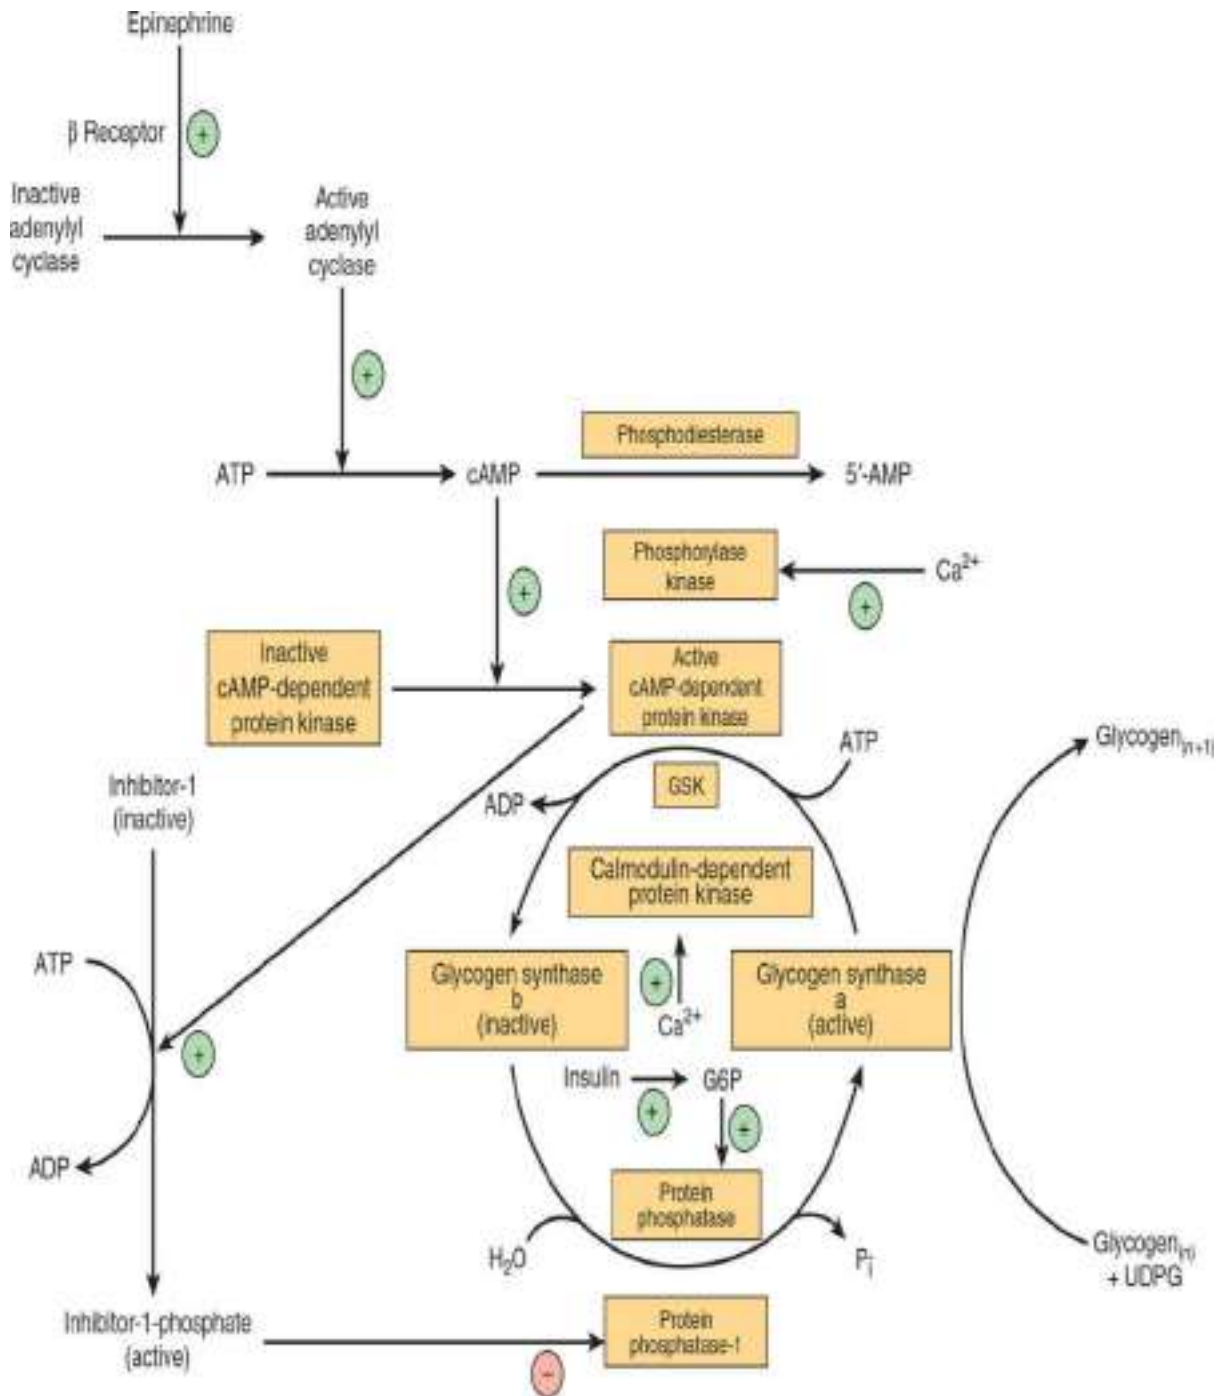 Epinephrine
β Receptor
+
Inactive
adenylyl
cyclase
Active
adenylyl
cyclase
+
Phosphodiesterase
ATP
cAMP
5'-AMP
Phosphorylase
kinase
Ca2+
+
+
Inactive
cAMP-dependent
protein kinase
Active
cAMP-dependent
protein kinase
ATP
Glycogen(n+1)
GSK
ADP
Inhibitor-1
(inactive)
Calmodulin-dependent
protein kinase
ATP
Glycogen synthase
b
(inactive)
+
Ca2+
Glycogen synthase
a
(active)
+
Insulin
G6P
+
+
ADP
Protein
phosphatase
H2O
Pi
Glycogen(n)
+ UDPG
Inhibitor-1-phosphate
(active)
Protein
phosphatase-1
−